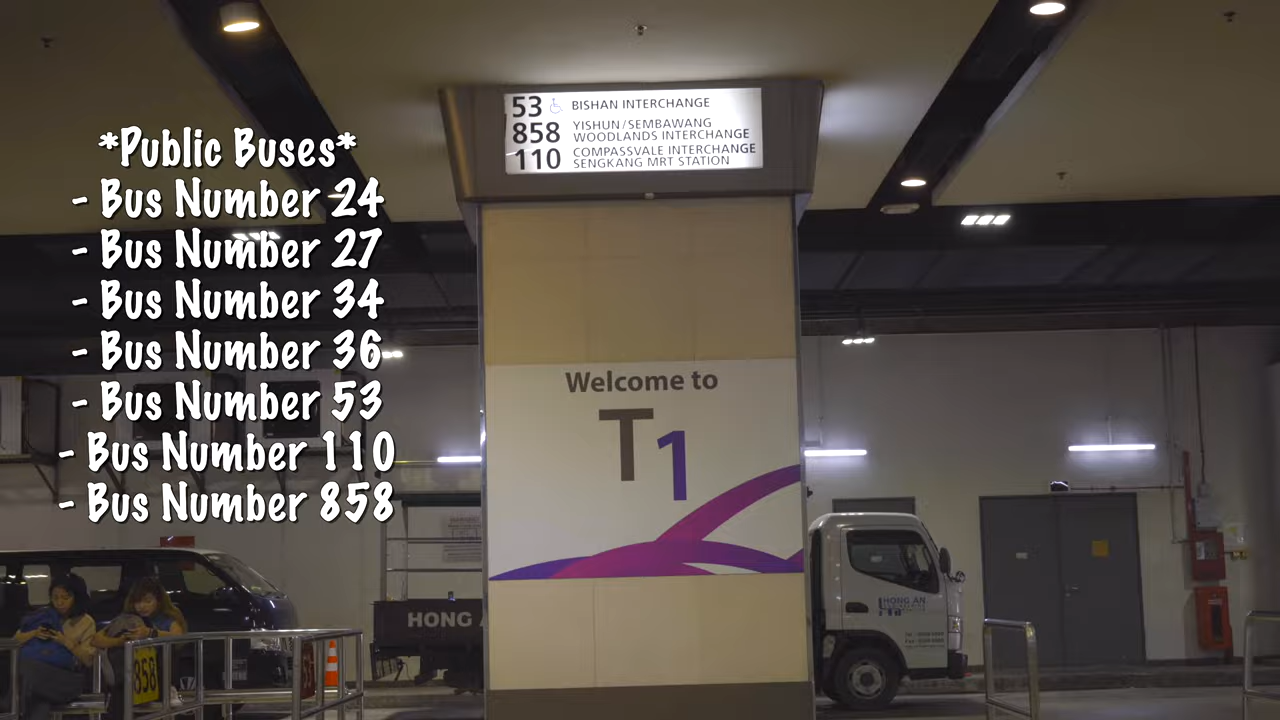 *Public Buses*
- Bus Number 24
- Bus Number 27
- Bus Number 34
- Bus Number 36
- Bus Number 53
- Bus Number 110
- Bus Number 858
53 BISHAN INTERCHANGE
858 YISHUN/SEMBAWANG
WOODLANDS INTERCHANGE
110 COMPASSVALE INTERCHANGE
SENGKANG MRT STATION
Welcome to
T1
HONG A
HONG AN
858